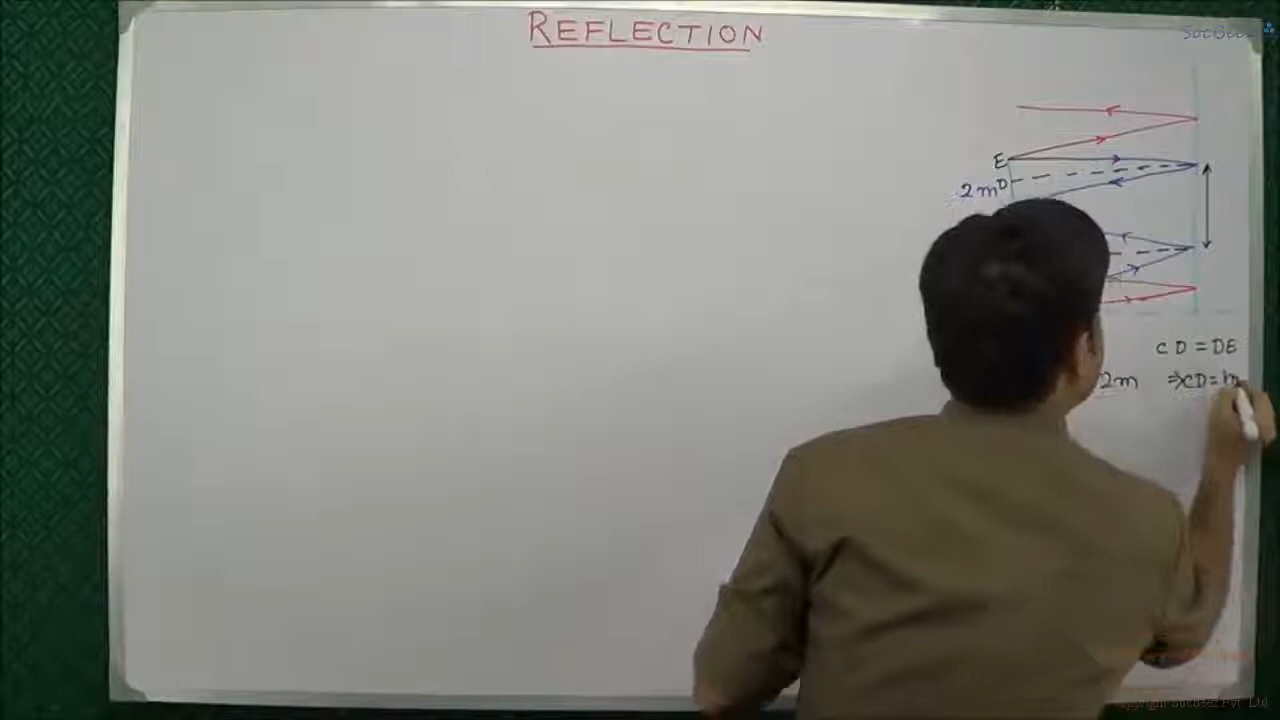 REFLECTION
E
2m D
CD = DE
2m ⇒ CD = m